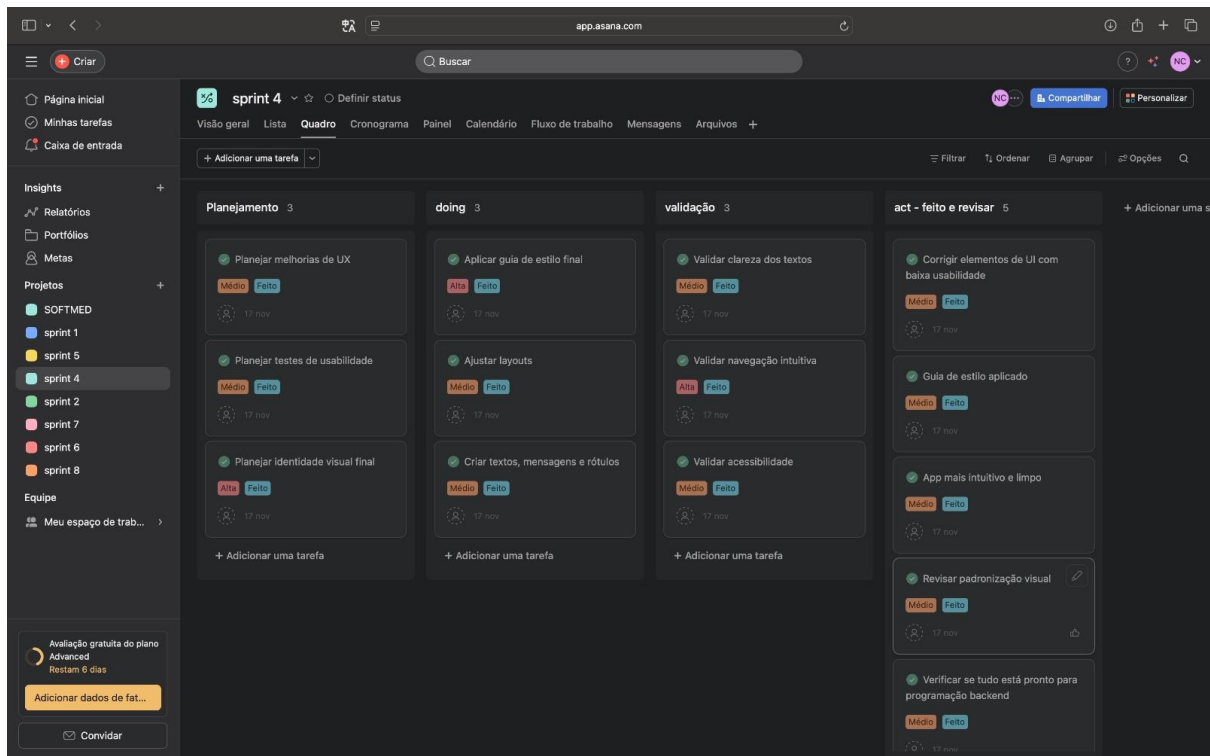 app.asana.com
Criar
Buscar
?
NC
Página inicial
Minhas tarefas
Caixa de entrada
Insights +
Relatórios
Portfólios
Metas
Projetos +
SOFTMED
sprint 1
sprint 5
sprint 4
sprint 2
sprint 7
sprint 6
sprint 8
Equipe
Meu espaço de trab...
Avaliação gratuita do plano
Advanced
Restam 6 dias
Adicionar dados de fat...
Convidar
sprint 4
Definir status
NC ...
Compartilhar
Personalizar
Visão geral Lista Quadro Cronograma Painel Calendário Fluxo de trabalho Mensagens Arquivos +
+ Adicionar uma tarefa
Filtrar Ordenar Agrupar Opções
Planejamento 3
Planejar melhorias de UX
Médio Feito
17 nov
Planejar testes de usabilidade
Médio Feito
17 nov
Planejar identidade visual final
Alta Feito
17 nov
+ Adicionar uma tarefa
doing 3
Aplicar guia de estilo final
Alta Feito
17 nov
Ajustar layouts
Médio Feito
17 nov
Criar textos, mensagens e rótulos
Médio Feito
17 nov
+ Adicionar uma tarefa
validação 3
Validar clareza dos textos
Médio Feito
17 nov
Validar navegação intuitiva
Alta Feito
17 nov
Validar acessibilidade
Médio Feito
17 nov
+ Adicionar uma tarefa
act - feito e revisar 5
Corrigir elementos de UI com
baixa usabilidade
Médio Feito
17 nov
Guia de estilo aplicado
Médio Feito
17 nov
App mais intuitivo e limpo
Médio Feito
17 nov
Revisar padronização visual
Médio Feito
17 nov
Verificar se tudo está pronto para
programação backend
Médio Feito
17 nov
+ Adicionar uma s